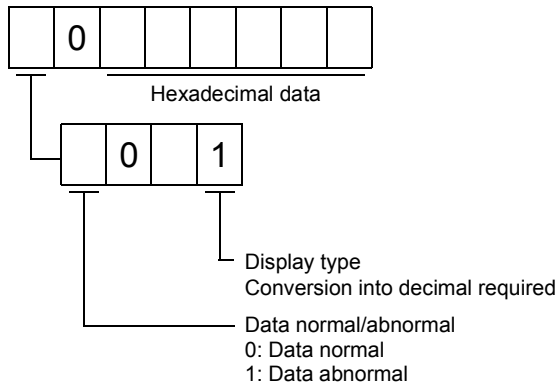 0
Hexadecimal data
0 1
Display type
Conversion into decimal required
Data normal/abnormal
0: Data normal
1: Data abnormal